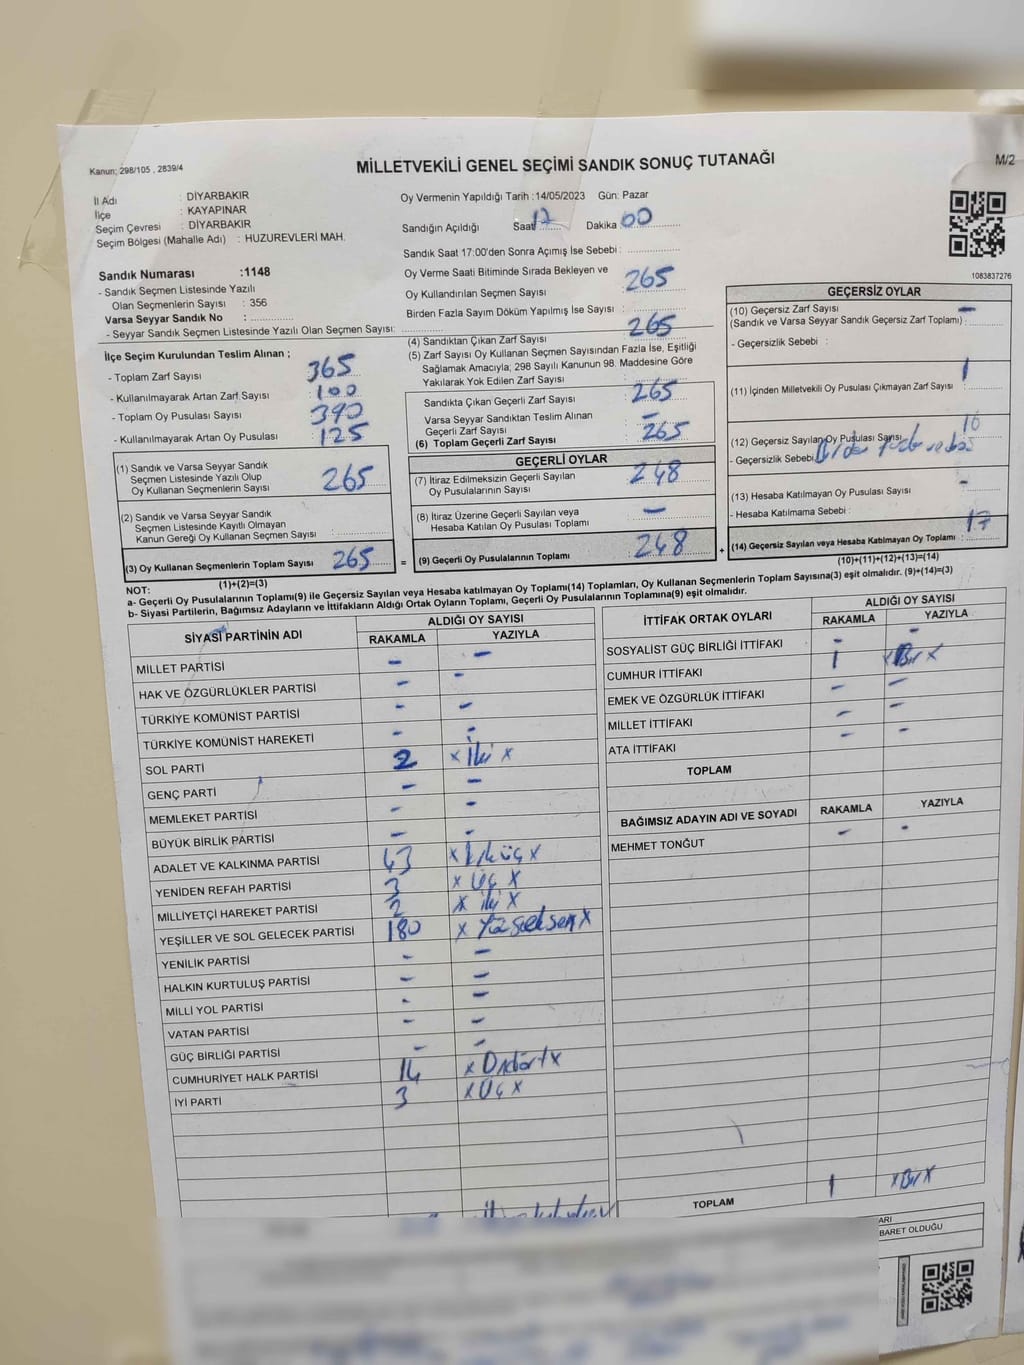 Kanun; 298/105 , 2839/4
MİLLETVEKİLİ GENEL SEÇİMİ SANDIK SONUÇ TUTANAĞI
M/2
İl Adı : DİYARBAKIR
İlçe : KAYAPINAR
Seçim Çevresi : DİYARBAKIR
Seçim Bölgesi (Mahalle Adı) : HUZUREVLERİ MAH.
Sandık Numarası :1148
- Sandık Seçmen Listesinde Yazılı
Olan Seçmenlerin Sayısı : 356
Varsa Seyyar Sandık No :
- Seyyar Sandık Seçmen Listesinde Yazılı Olan Seçmen Sayısı:
Oy Vermenin Yapıldığı Tarih :14/05/2023 Gün: Pazar
Sandığın Açıldığı Saat 17 Dakika 00
Sandık Saat 17:00'den Sonra Açımış İse Sebebi :
Oy Verme Saati Bitiminde Sırada Bekleyen ve
Oy Kullandırılan Seçmen Sayısı 265
Birden Fazla Sayım Döküm Yapılmış İse Sayısı :
1083837276
İlçe Seçim Kurulundan Teslim Alınan ;
- Toplam Zarf Sayısı 365
- Kullanılmayarak Artan Zarf Sayısı 100
- Toplam Oy Pusulası Sayısı 390
- Kullanılmayarak Artan Oy Pusulası 125
(1) Sandık ve Varsa Seyyar Sandık
Seçmen Listesinde Yazılı Olup
Oy Kullanan Seçmenlerin Sayısı 265
(2) Sandık ve Varsa Seyyar Sandık
Seçmen Listesinde Kayıtlı Olmayan
Kanun Gereği Oy Kullanan Seçmen Sayısı :
(3) Oy Kullanan Seçmenlerin Toplam Sayısı 265
(1)+(2)=(3)
(4) Sandıktan Çıkan Zarf Sayısı : 265
(5) Zarf Sayısı Oy Kullanan Seçmen Sayısından Fazla İse, Eşitliği
Sağlamak Amacıyla; 298 Sayılı Kanunun 98. Maddesine Göre
Yakılarak Yok Edilen Zarf Sayısı :
Sandıkta Çıkan Geçerli Zarf Sayısı 265
Varsa Seyyar Sandıktan Teslim Alınan
Geçerli Zarf Sayısı : -
(6) Toplam Geçerli Zarf Sayısı : 265
GEÇERLİ OYLAR
(7) İtiraz Edilmeksizin Geçerli Sayılan
Oy Pusulalarının Sayısı 248
(8) İtiraz Üzerine Geçerli Sayılan veya
Hesaba Katılan Oy Pusulası Toplamı : -
= (9) Geçerli Oy Pusulalarının Toplamı : 248 +
GEÇERSİZ OYLAR
(10) Geçersiz Zarf Sayısı -
(Sandık ve Varsa Seyyar Sandık Geçersiz Zarf Toplamı) :
- Geçersizlik Sebebi :
(11) İçinden Milletvekili Oy Pusulası Çıkmayan Zarf Sayısı : 1
(12) Geçersiz Sayılan Oy Pusulası Sayısı 16
- Geçersizlik Sebebi
(13) Hesaba Katılmayan Oy Pusulası Sayısı : -
- Hesaba Katılmama Sebebi :
(14) Geçersiz Sayılan veya Hesaba Katılmayan Oy Toplamı : 17
(10)+(11)+(12)+(13)=(14)
NOT:
a- Geçerli Oy Pusulasının Toplamı(9) ile Geçersiz Sayılan veya Hesaba katılmayan Oy Toplamı(14) Toplamları, Oy Kullanan Seçmenlerin Toplam Sayısına(3) eşit olmalıdır. (9)+(14)=(3)
b- Siyasi Partilerin, Bağımsız Adayların ve İttifakların Aldığı Ortak Oyların Toplamı, Geçerli Oy Pusulasının Toplamına(9) eşit olmalıdır.
SİYASİ PARTİNİN ADI ALDIĞI OY SAYISI
RAKAMLA YAZIYLA
MİLLET PARTİSİ - -
HAK VE ÖZGÜRLÜKLER PARTİSİ - -
TÜRKİYE KOMÜNİST PARTİSİ - -
TÜRKİYE KOMÜNİST HAREKETİ - -
SOL PARTİ 2 x İki x
GENÇ PARTİ - -
MEMLEKET PARTİSİ - -
BÜYÜK BİRLİK PARTİSİ - -
ADALET VE KALKINMA PARTİSİ 43 x kırküç x
YENİDEN REFAH PARTİSİ 3 x Üç x
MİLLİYETÇİ HAREKET PARTİSİ 2 x iki x
YEŞİLLER VE SOL GELECEK PARTİSİ 180 x Yüzseksen x
YENİLİK PARTİSİ - -
HALKIN KURTULUŞ PARTİSİ - -
MİLLİ YOL PARTİSİ - -
VATAN PARTİSİ - -
GÜÇ BİRLİĞİ PARTİSİ - -
CUMHURİYET HALK PARTİSİ 14 x Ondört x
İYİ PARTİ 3 x Üç x
İTTİFAK ORTAK OYLARI ALDIĞI OY SAYISI
RAKAMLA YAZIYLA
SOSYALİST GÜÇ BİRLİĞİ İTTİFAKI - -
CUMHUR İTTİFAKI 1 x Bir x
EMEK VE ÖZGÜRLÜK İTTİFAKI - -
MİLLET İTTİFAKI - -
ATA İTTİFAKI - -
TOPLAM
BAĞIMSIZ ADAYIN ADI VE SOYADI RAKAMLA YAZIYLA
MEHMET TONĞUT - -
TOPLAM 1 x Bir x
ARI
BARET OLDUĞU